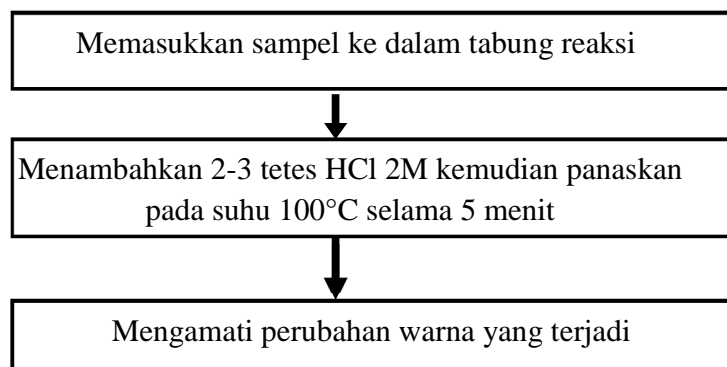 Memasukkan sampel ke dalam tabung reaksi
Menambahkan 2-3 tetes HCl 2M kemudian panaskan
pada suhu 100°C selama 5 menit
Mengamati perubahan warna yang terjadi